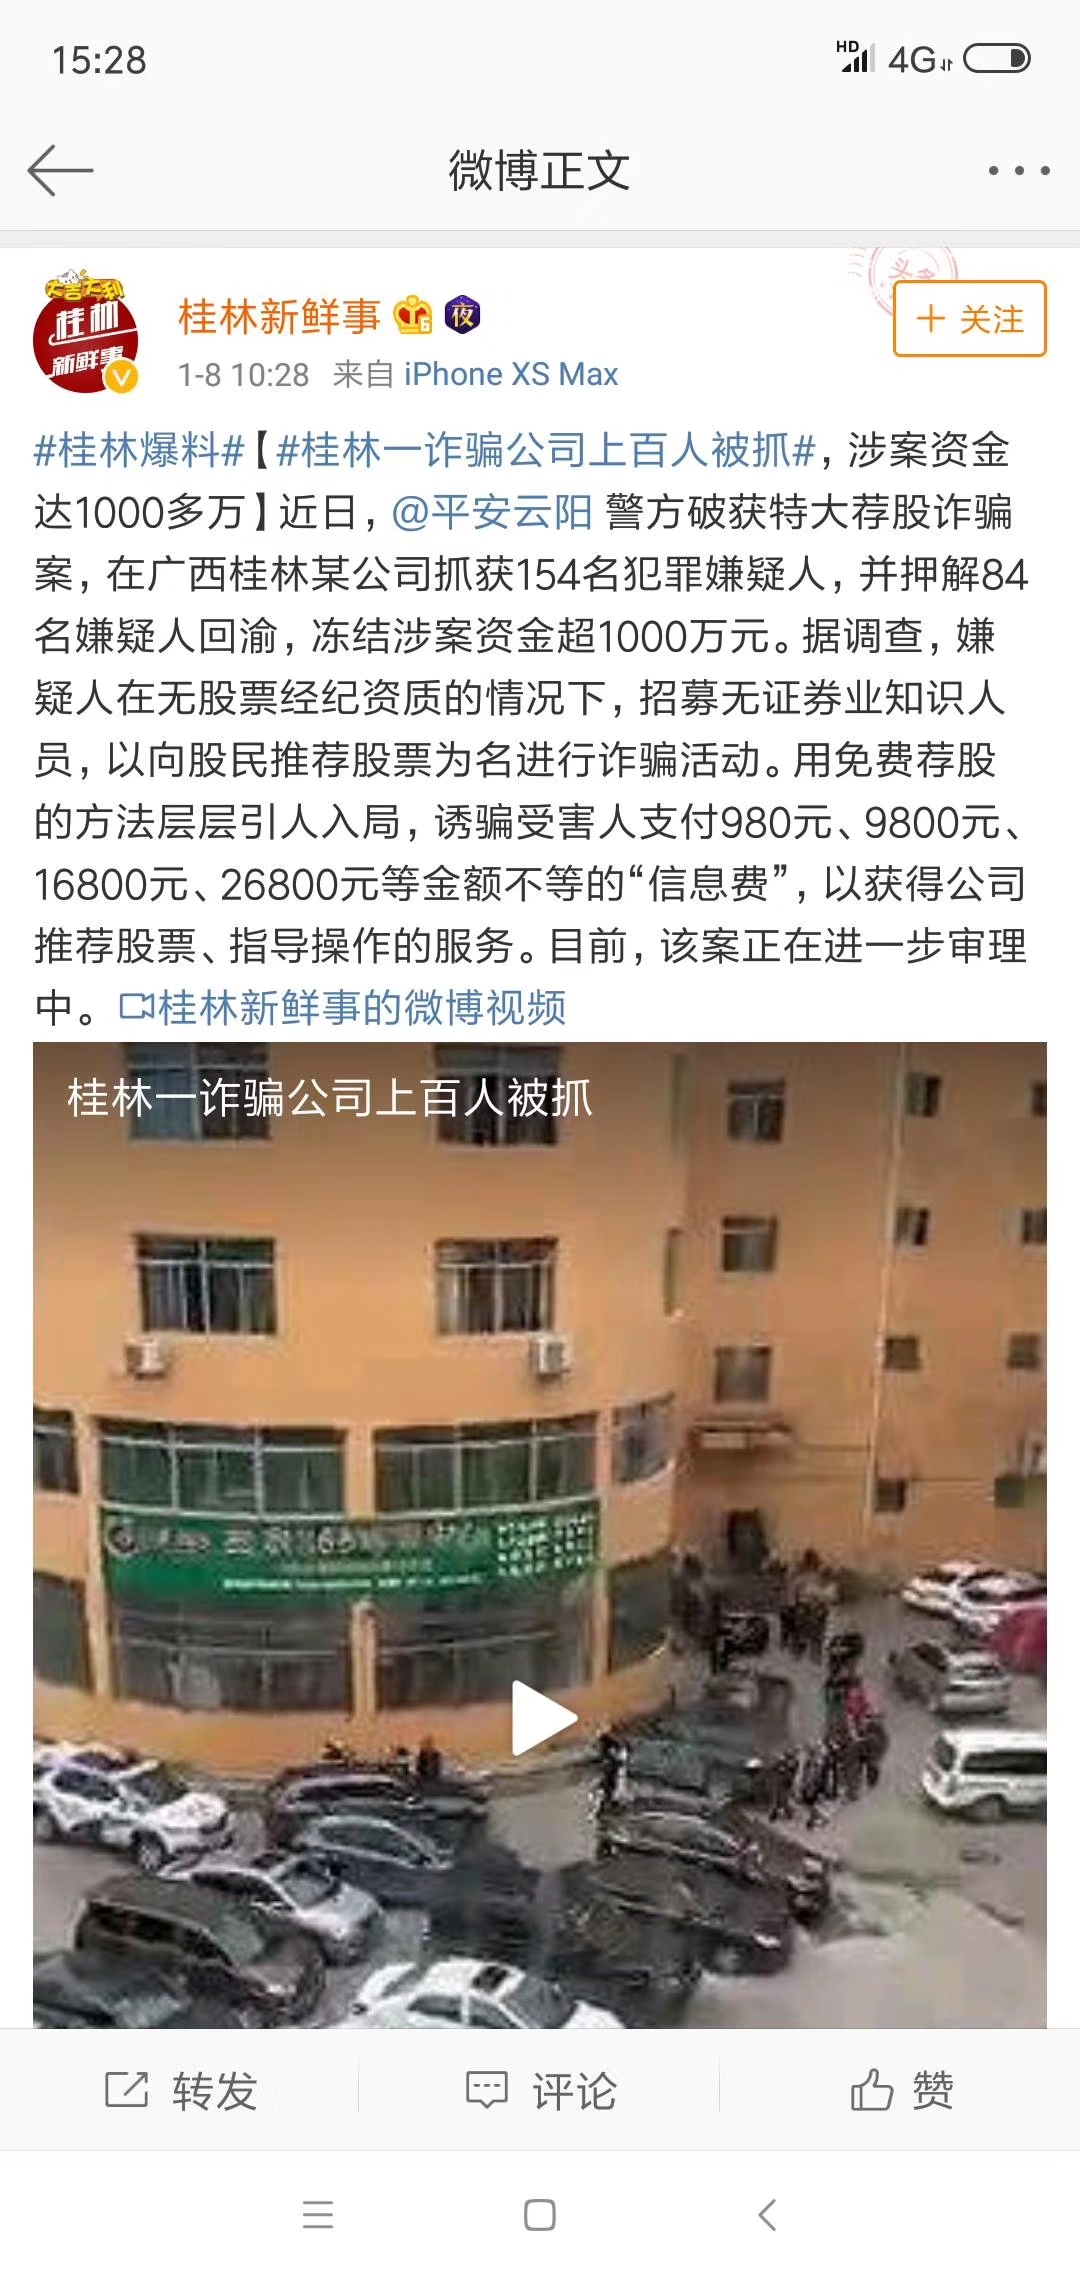 15:28
HD 4G
微博正文
大吉大利
桂林
新鲜事
桂林新鲜事
夜
+ 关注
1-8 10:28 来自 iPhone XS Max
#桂林爆料#【#桂林一诈骗公司上百人被抓#，涉案资金
达1000多万】近日，@平安云阳 警方破获特大荐股诈骗
案，在广西桂林某公司抓获154名犯罪嫌疑人，并押解84
名嫌疑人回渝，冻结涉案资金超1000万元。据调查，嫌
疑人在无股票经纪资质的情况下，招募无证券业知识人
员，以向股民推荐股票为名进行诈骗活动。用免费荐股
的方法层层引人入局，诱骗受害人支付980元、9800元、
16800元、26800元等金额不等的“信息费”，以获得公司
推荐股票、指导操作的服务。目前，该案正在进一步审理
中。桂林新鲜事的微博视频
桂林一诈骗公司上百人被抓
转发
评论
赞